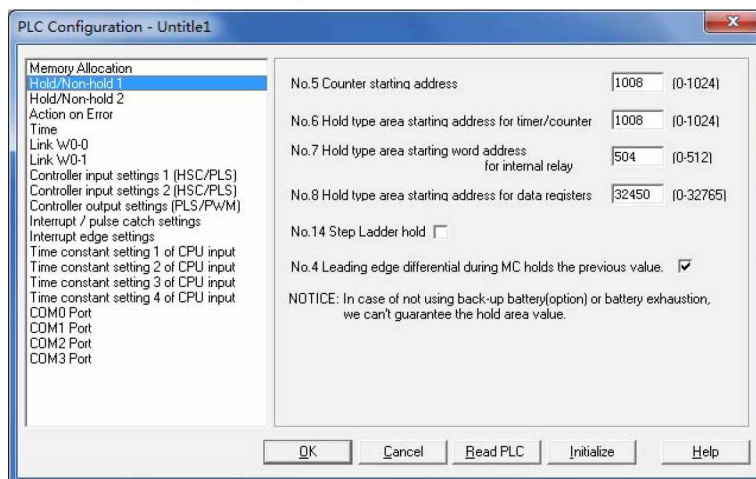 PLC Configuration - Untitle1
Memory Allocation
Hold/Non-hold 1
Hold/Non-hold 2
Action on Error
Time
Link W0-0
Link W0-1
Controller input settings 1 (HSC/PLS)
Controller input settings 2 (HSC/PLS)
Controller output settings (PLS/PWM)
Interrupt / pulse catch settings
Interrupt edge settings
Time constant setting 1 of CPU input
Time constant setting 2 of CPU input
Time constant setting 3 of CPU input
Time constant setting 4 of CPU input
COM0 Port
COM1 Port
COM2 Port
COM3 Port
No.5 Counter starting address 1008 (0-1024)
No.6 Hold type area starting address for timer/counter 1008 (0-1024)
No.7 Hold type area starting word address
for internal relay 504 (0-512)
No.8 Hold type area starting address for data registers 32450 (0-32765)
No.14 Step Ladder hold
No.4 Leading edge differential during MC holds the previous value.
NOTICE: In case of not using back-up battery(option) or battery exhaustion,
we can't guarantee the hold area value.
OK Cancel Read PLC Initialize Help